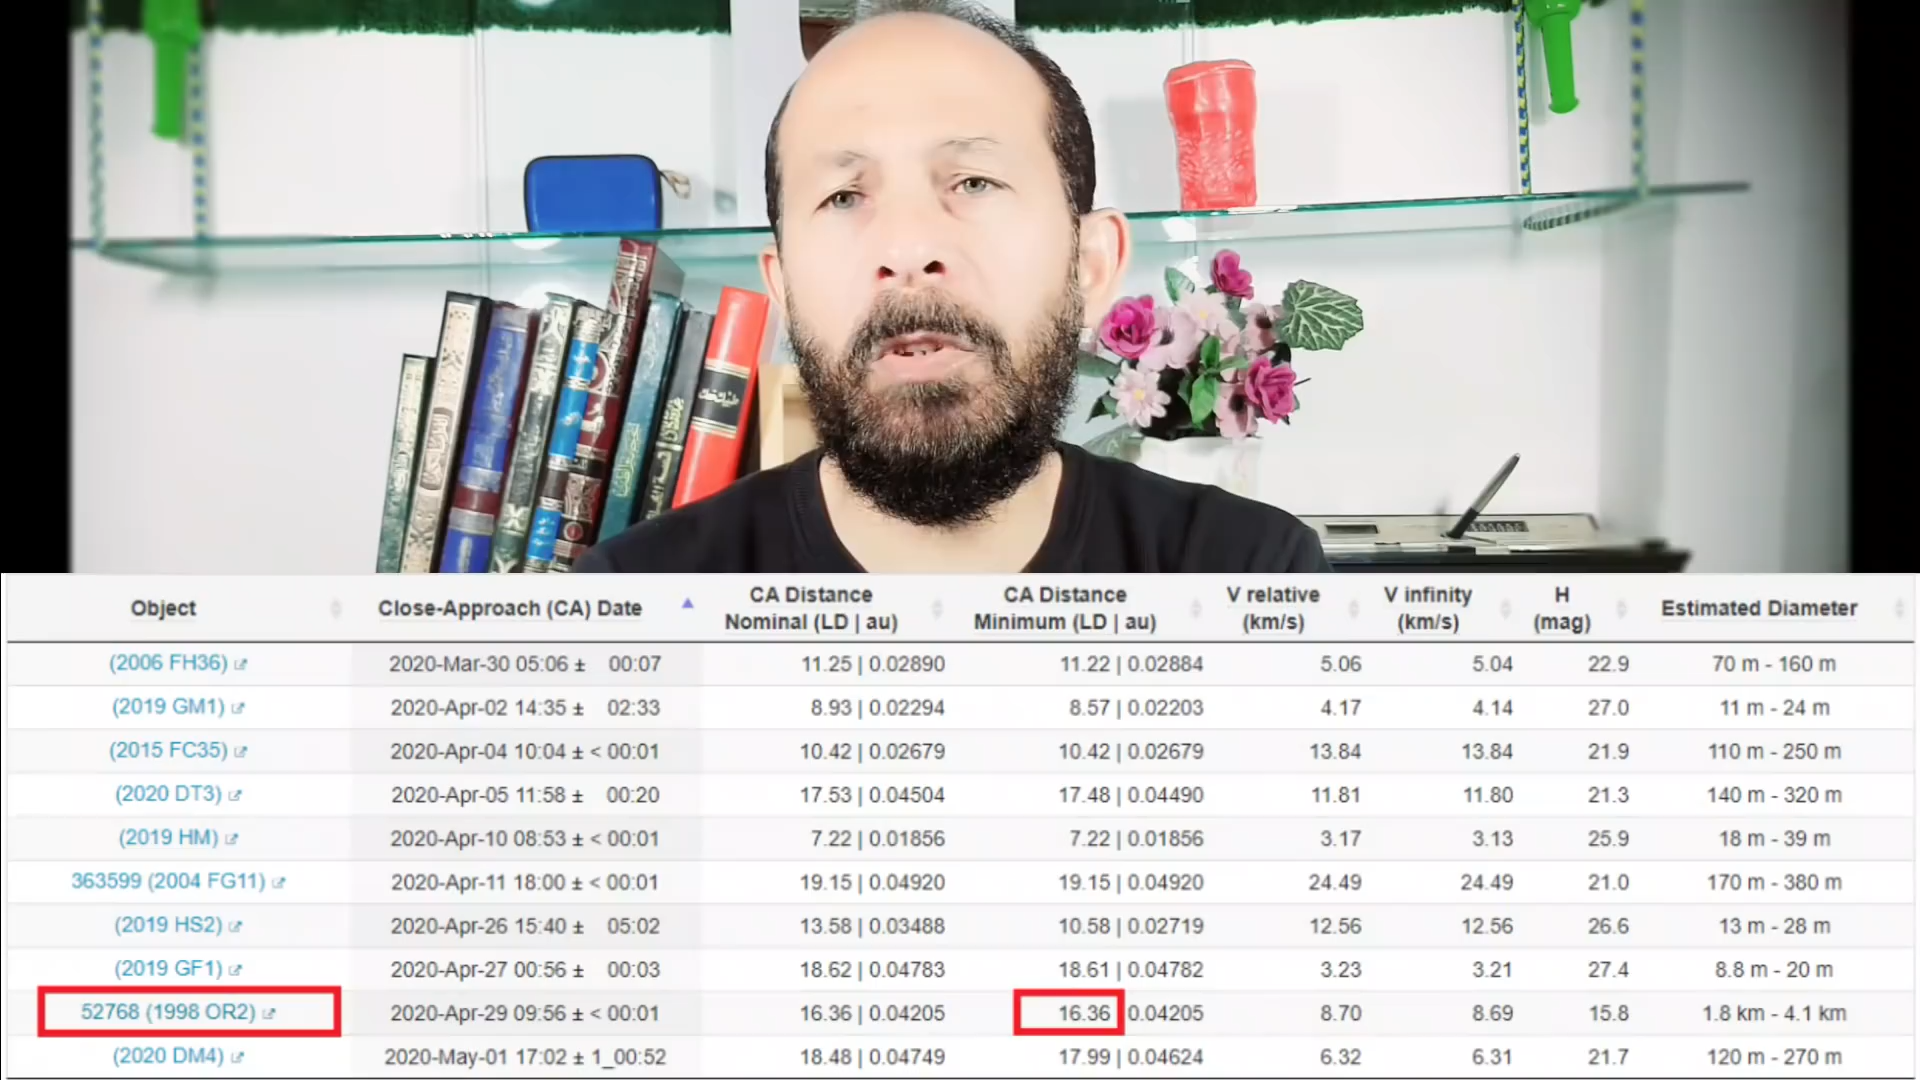 Object Close-Approach (CA) Date CA Distance Nominal (LD | au) CA Distance Minimum (LD | au) V relative (km/s) V infinity (km/s) H (mag) Estimated Diameter
(2006 FH36) 2020-Mar-30 05:06 ± 00:07 11.25 | 0.02890 11.22 | 0.02884 5.06 5.04 22.9 70 m - 160 m
(2019 GM1) 2020-Apr-02 14:35 ± 02:33 8.93 | 0.02294 8.57 | 0.02203 4.17 4.14 27.0 11 m - 24 m
(2015 FC35) 2020-Apr-04 10:04 ± < 00:01 10.42 | 0.02679 10.42 | 0.02679 13.84 13.84 21.9 110 m - 250 m
(2020 DT3) 2020-Apr-05 11:58 ± 00:20 17.53 | 0.04504 17.48 | 0.04490 11.81 11.80 21.3 140 m - 320 m
(2019 HM) 2020-Apr-10 08:53 ± < 00:01 7.22 | 0.01856 7.22 | 0.01856 3.17 3.13 25.9 18 m - 39 m
363599 (2004 FG11) 2020-Apr-11 18:00 ± < 00:01 19.15 | 0.04920 19.15 | 0.04920 24.49 24.49 21.0 170 m - 380 m
(2019 HS2) 2020-Apr-26 15:40 ± 05:02 13.58 | 0.03488 10.58 | 0.02719 12.56 12.56 26.6 13 m - 28 m
(2019 GF1) 2020-Apr-27 00:56 ± 00:03 18.62 | 0.04783 18.61 | 0.04782 3.23 3.21 27.4 8.8 m - 20 m
52768 (1998 OR2) 2020-Apr-29 09:56 ± < 00:01 16.36 | 0.04205 16.36 | 0.04205 8.70 8.69 15.8 1.8 km - 4.1 km
(2020 DM4) 2020-May-01 17:02 ± 1_00:52 18.48 | 0.04749 17.99 | 0.04624 6.32 6.31 21.7 120 m - 270 m